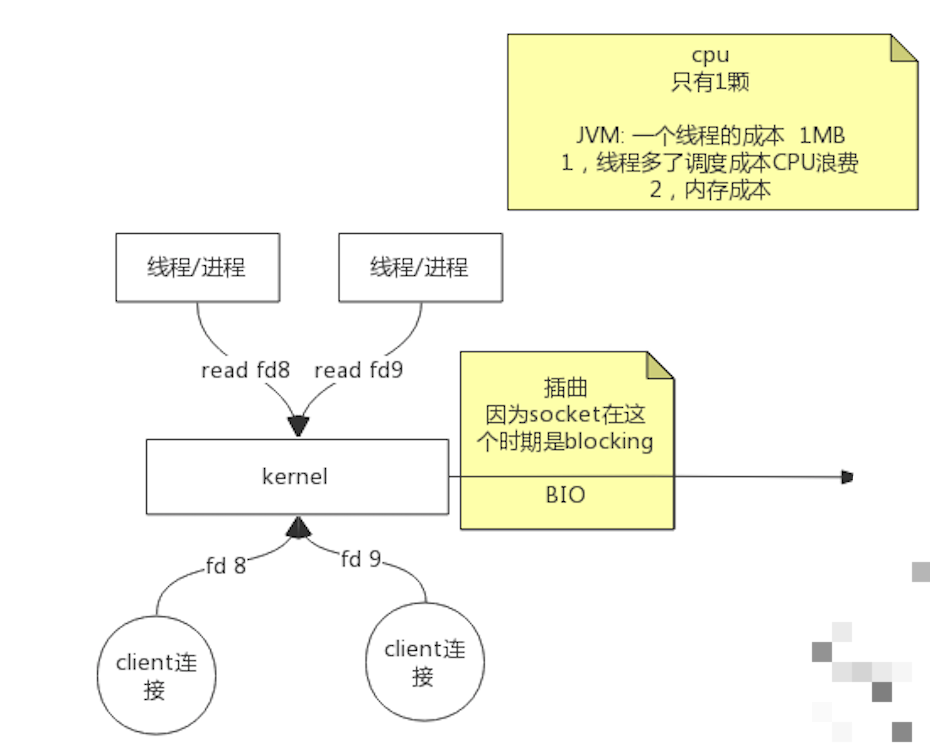 cpu
只有1颗
JVM: 一个线程的成本 1MB
1，线程多了调度成本CPU浪费
2，内存成本
线程/进程
线程/进程
read fd8
read fd9
插曲
因为socket在这
个时期是blocking
kernel
BIO
fd 8
fd 9
client连
接
client连
接